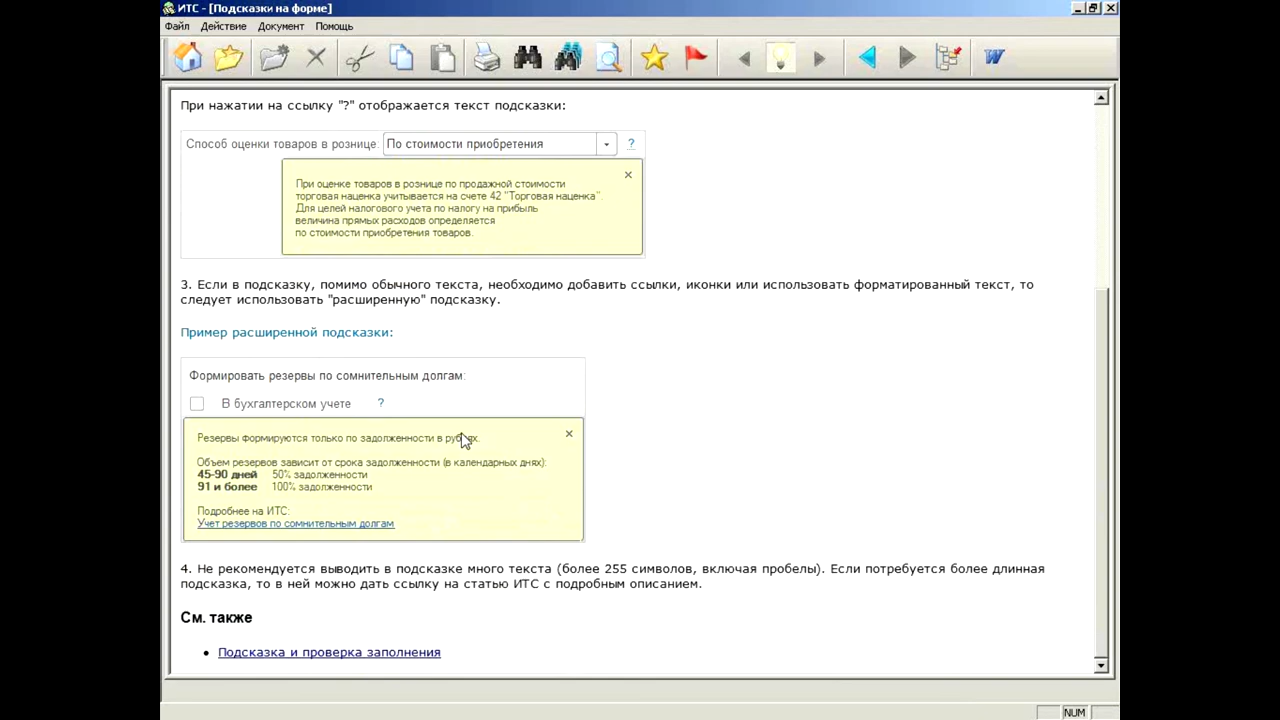 ИТС - [Подсказки на форме]
Файл Действие Документ Помощь
При нажатии на ссылку "?" отображается текст подсказки:
Способ оценки товаров в рознице: По стоимости приобретения ?
При оценке товаров в рознице по продажной стоимости
торговая наценка учитывается на счете 42 "Торговая наценка".
Для целей налогового учета по налогу на прибыль
величина прямых расходов определяется
по стоимости приобретения товаров.
3. Если в подсказку, помимо обычного текста, необходимо добавить ссылки, иконки или использовать форматированный текст, то
следует использовать "расширенную" подсказку.
Пример расширенной подсказки:
Формировать резервы по сомнительным долгам:
В бухгалтерском учете ?
Резервы формируются только по задолженности в рублях.
Объем резервов зависит от срока задолженности (в календарных днях):
45-90 дней 50% задолженности
91 и более 100% задолженности
Подробнее на ИТС:
Учет резервов по сомнительным долгам
4. Не рекомендуется выводить в подсказке много текста (более 255 символов, включая пробелы). Если потребуется более длинная
подсказка, то в ней можно дать ссылку на статью ИТС с подробным описанием.
См. также
• Подсказка и проверка заполнения
NUM